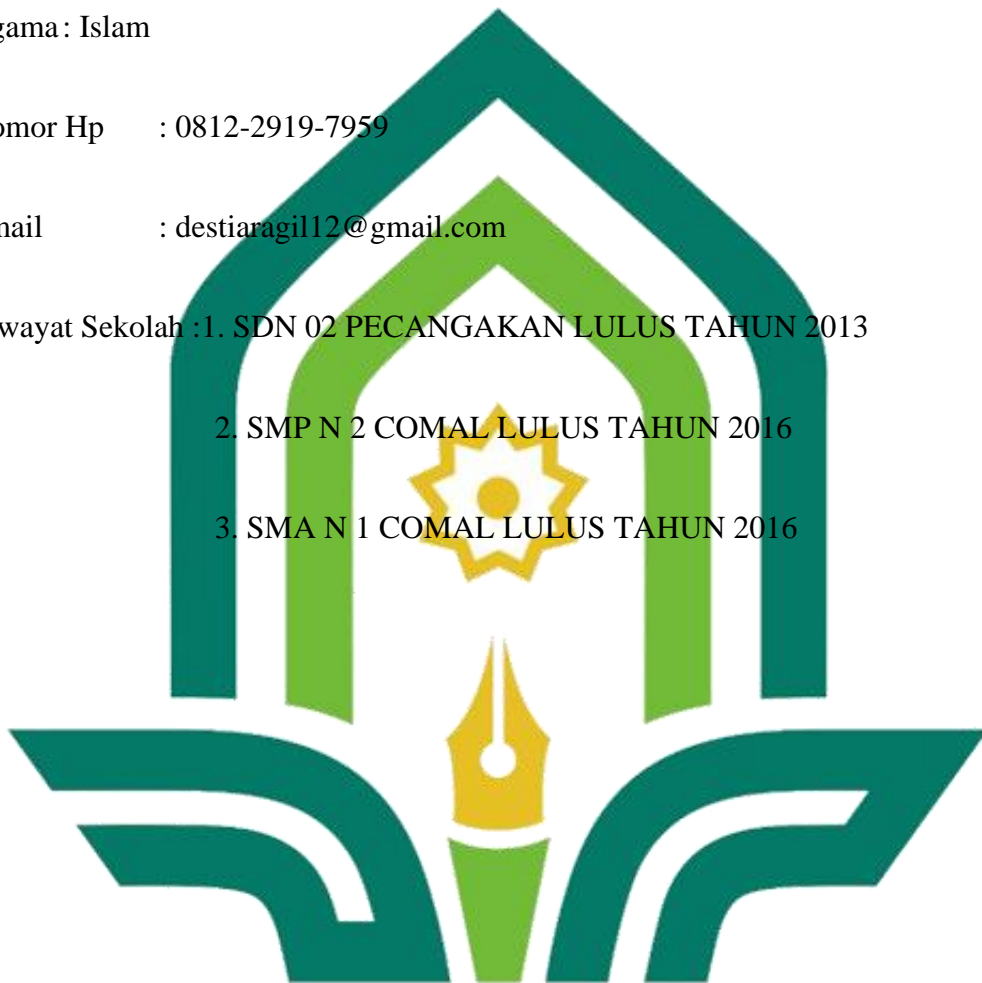 gama : Islam
omor Hp : 0812-2919-7959
nail : destiaragil12@gmail.com
wayat Sekolah :1. SDN 02 PECANGAKAN LULUS TAHUN 2013
2. SMP N 2 COMAL LULUS TAHUN 2016
3. SMA N 1 COMAL LULUS TAHUN 2016